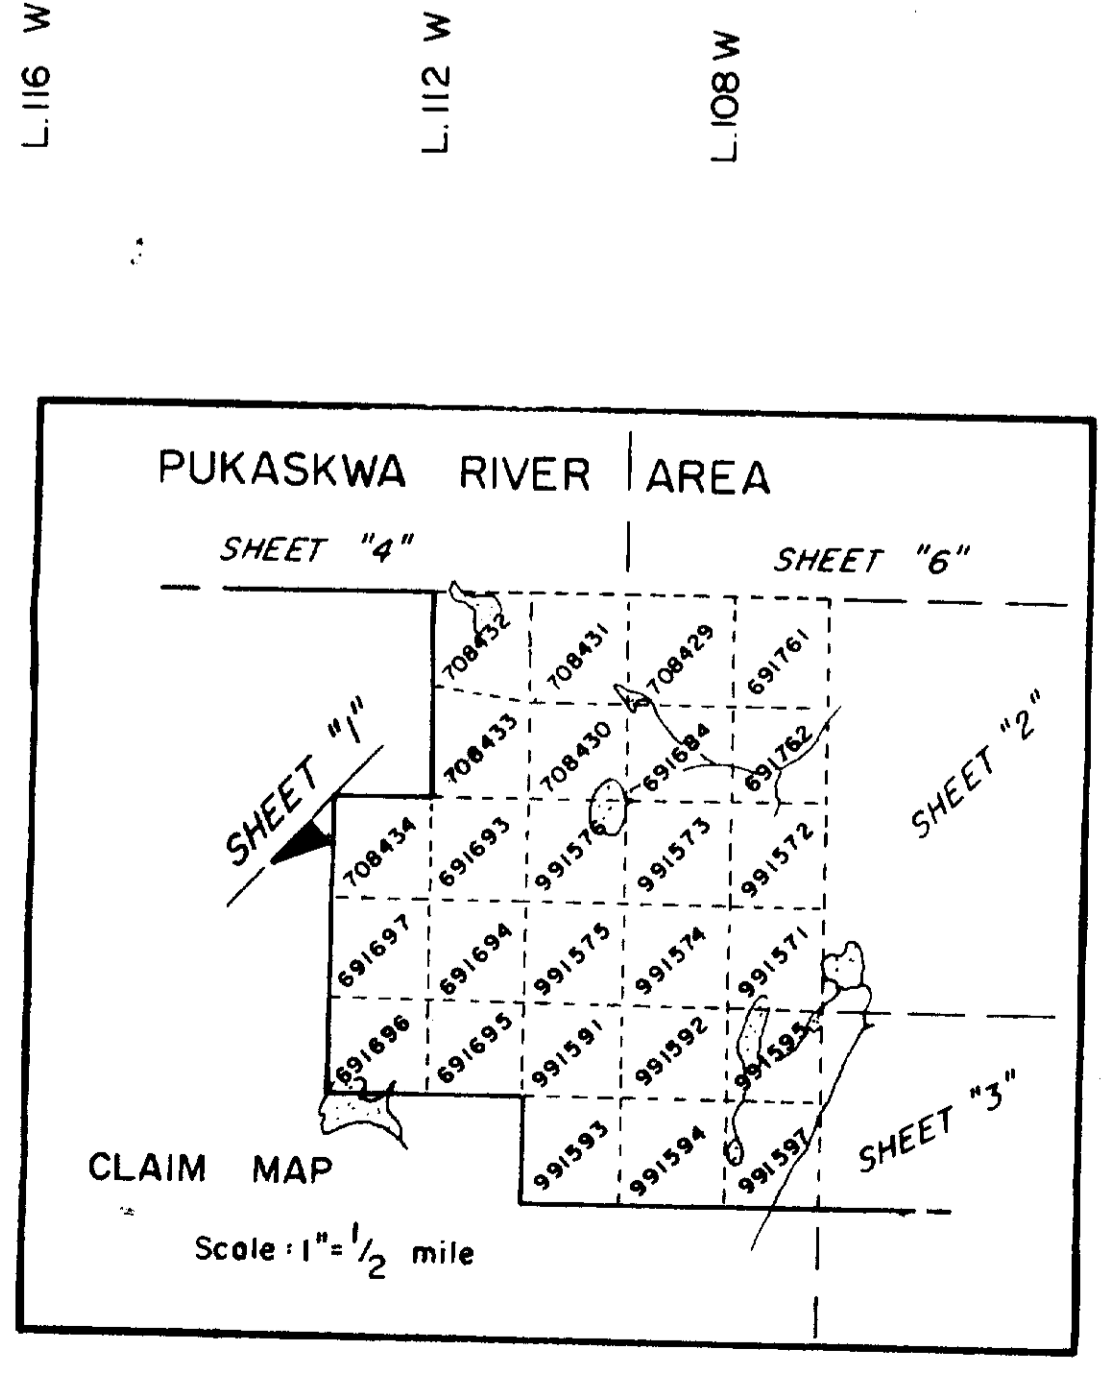 L.116 W
L.112 W
L.108 W
PUKASKWA RIVER AREA
SHEET "4"
SHEET "6"
708432 708431 708429 691761
SHEET "1"
708433 708430 691684 691762
SHEET "2"
708434 691693 991576 991573 991572
691697 691694 991575 991574 991571
691696 691695 991591 991592 991595
991593 991594 991597
SHEET "3"
CLAIM MAP
Scale : 1" = 1/2 mile